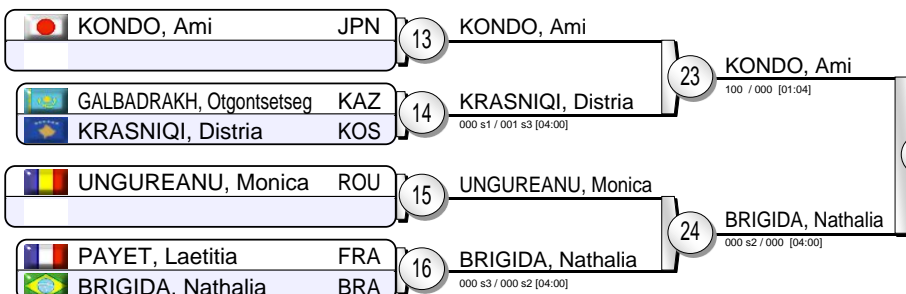 KONDO, Ami JPN
13
KONDO, Ami
GALBADRAKH, Otgontsetseg KAZ
KRASNIQI, Distria KOS
14
KRASNIQI, Distria
000 s1 / 001 s3 [04:00]
23
KONDO, Ami
100 / 000 [01:04]
UNGUREANU, Monica ROU
15
UNGUREANU, Monica
PAYET, Laetitia FRA
BRIGIDA, Nathalia BRA
16
BRIGIDA, Nathalia
000 s3 / 000 s2 [04:00]
24
BRIGIDA, Nathalia
000 s2 / 000 [04:00]